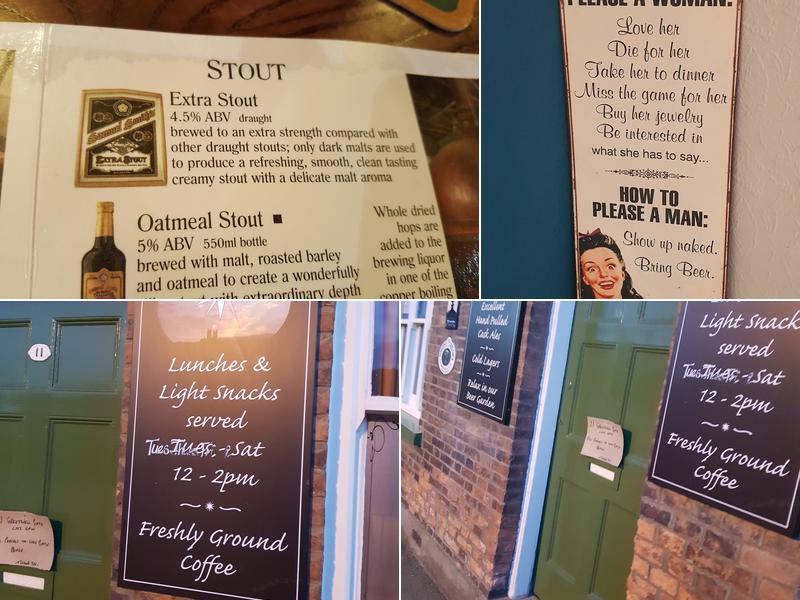 STOUT
Extra Stout
4.5% ABV draught
brewed to an extra strength compared with
other draught stouts; only dark malts are used
to produce a refreshing, smooth, clean tasting
creamy stout with a delicate malt aroma
Samuel Smith's
EXTRA STOUT
Oatmeal Stout ■
5% ABV 550ml bottle
brewed with malt, roasted barley
and oatmeal to create a wonderfully
with extraordinary depth
Whole dried
hops are
added to the
brewing liquor
in one of the
copper boiling
PLEASE A WOMAN:
Love her
Die for her
Take her to dinner
Miss the game for her
Buy her jewelry
Be interested in
what she has to say...
HOW TO
PLEASE A MAN:
Show up naked.
Bring Beer.
11
Lunches &
Light Snacks
served
Tues - Sat
12 - 2pm
Freshly Ground
Coffee
Excellent
Hand Pulled
Cask Ales
Cold Lagers
Relax in our
Beer Garden
Light Snack
served
Tues - Sat
12 - 2pm
Freshly Ground
Coffee